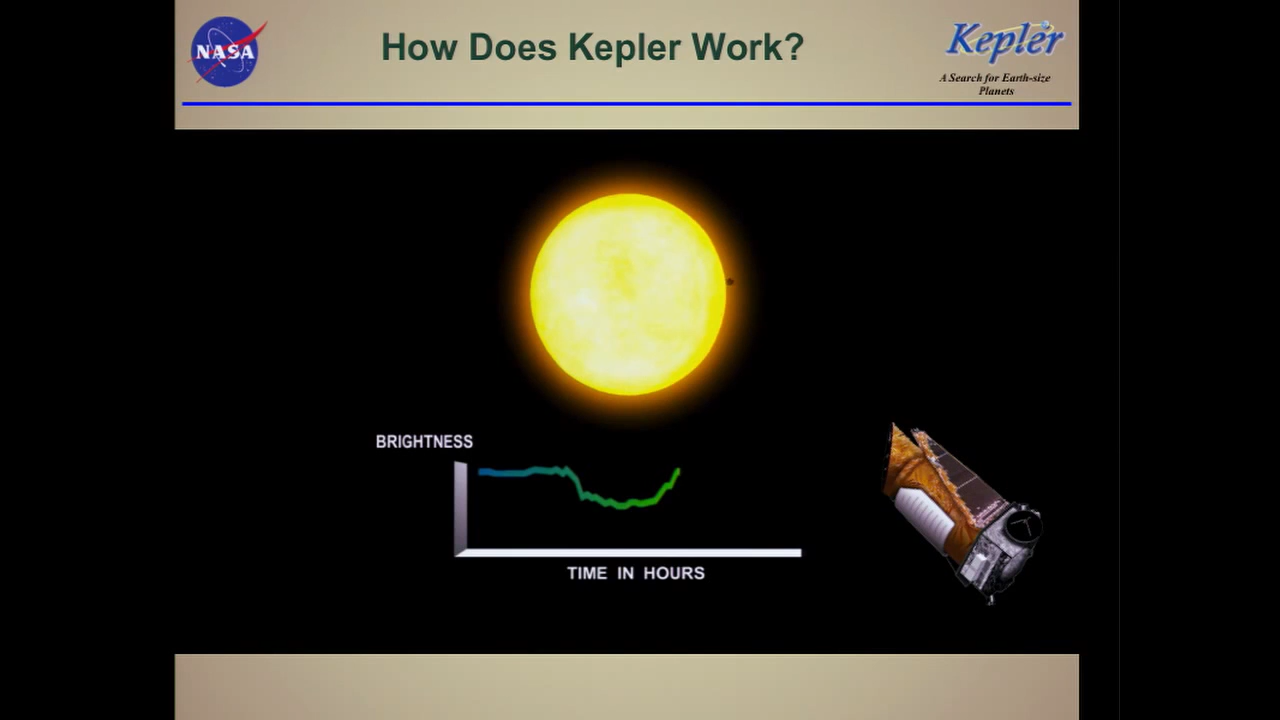 NASA
How Does Kepler Work?
Kepler
A Search for Earth-size
Planets
BRIGHTNESS
TIME IN HOURS